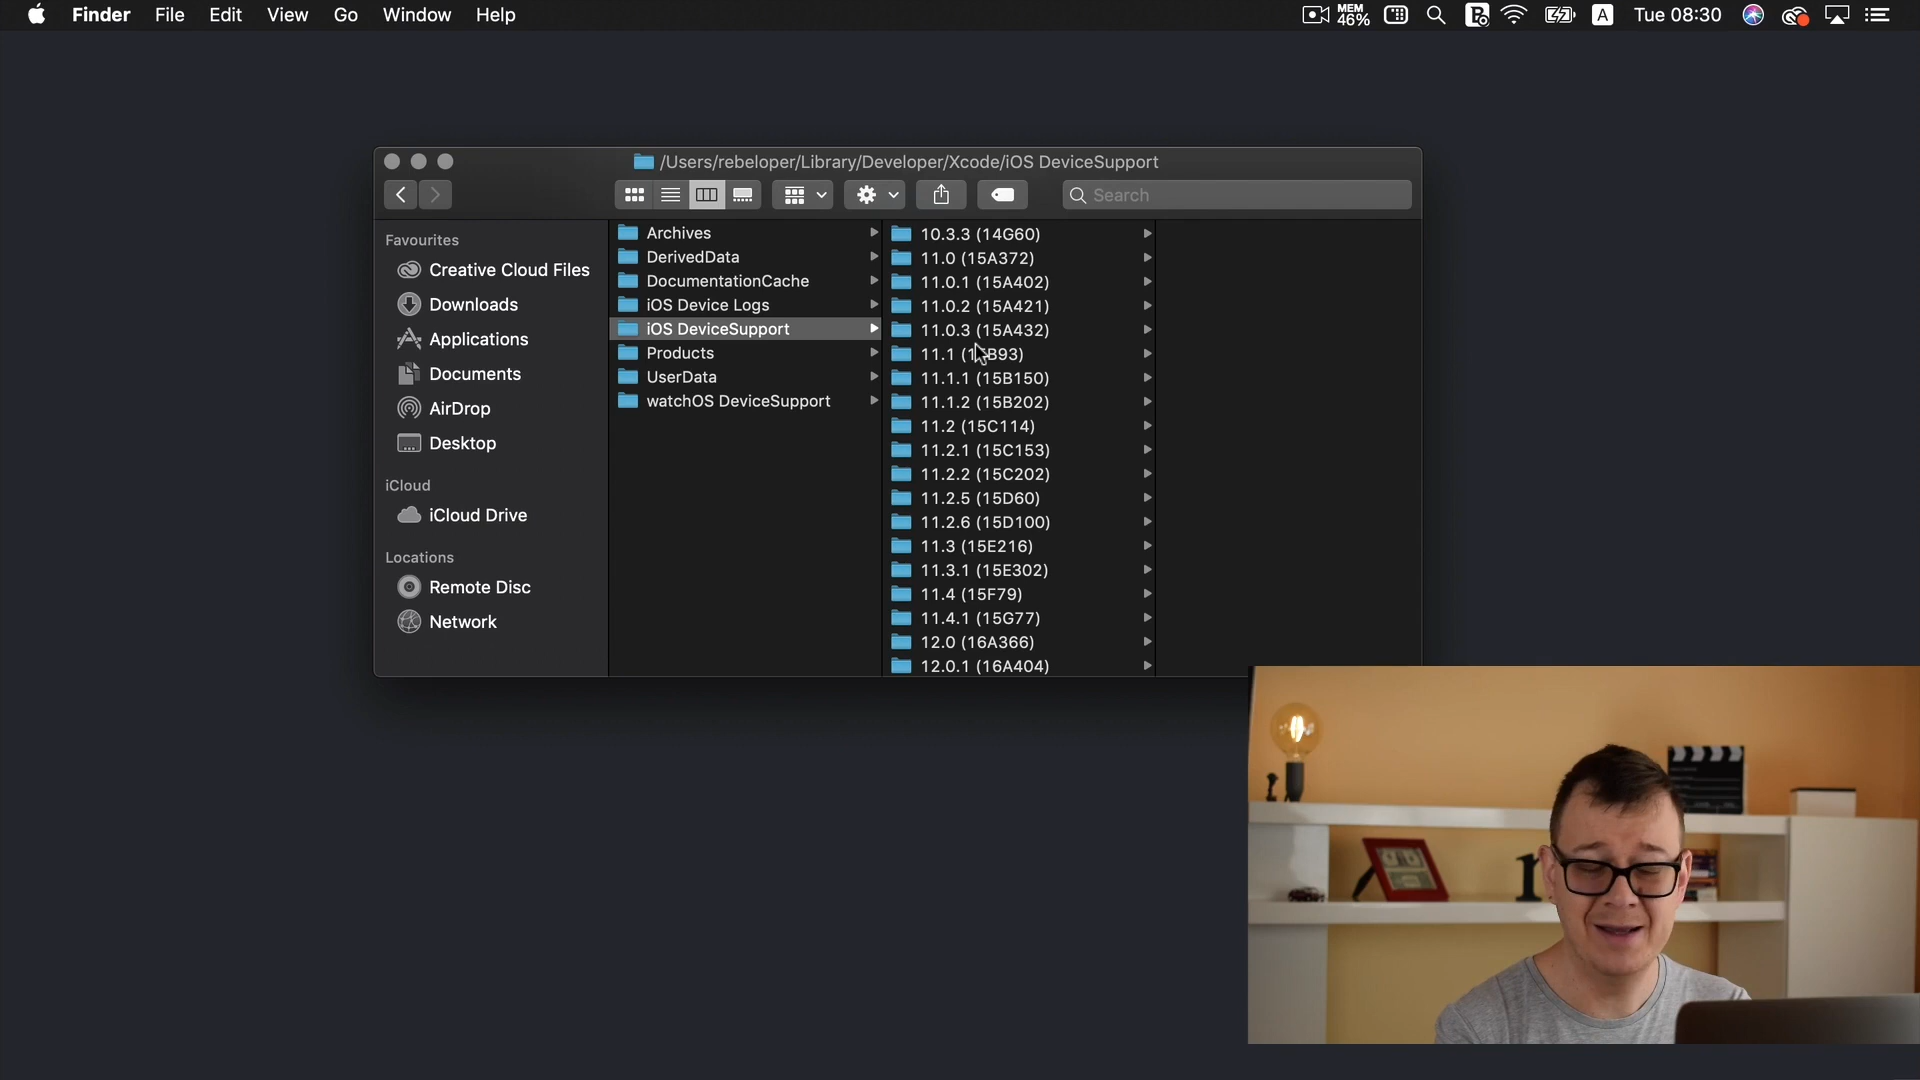 Finder File Edit View Go Window Help MEM 46% A Tue 08:30
/Users/rebeloper/Library/Developer/Xcode/iOS DeviceSupport
Search
Favourites
Creative Cloud Files
Downloads
Applications
Documents
AirDrop
Desktop
iCloud
iCloud Drive
Locations
Remote Disc
Network
Archives
DerivedData
DocumentationCache
iOS Device Logs
iOS DeviceSupport
Products
UserData
watchOS DeviceSupport
10.3.3 (14G60)
11.0 (15A372)
11.0.1 (15A402)
11.0.2 (15A421)
11.0.3 (15A432)
11.1 (15B93)
11.1.1 (15B150)
11.1.2 (15B202)
11.2 (15C114)
11.2.1 (15C153)
11.2.2 (15C202)
11.2.5 (15D60)
11.2.6 (15D100)
11.3 (15E216)
11.3.1 (15E302)
11.4 (15F79)
11.4.1 (15G77)
12.0 (16A366)
12.0.1 (16A404)